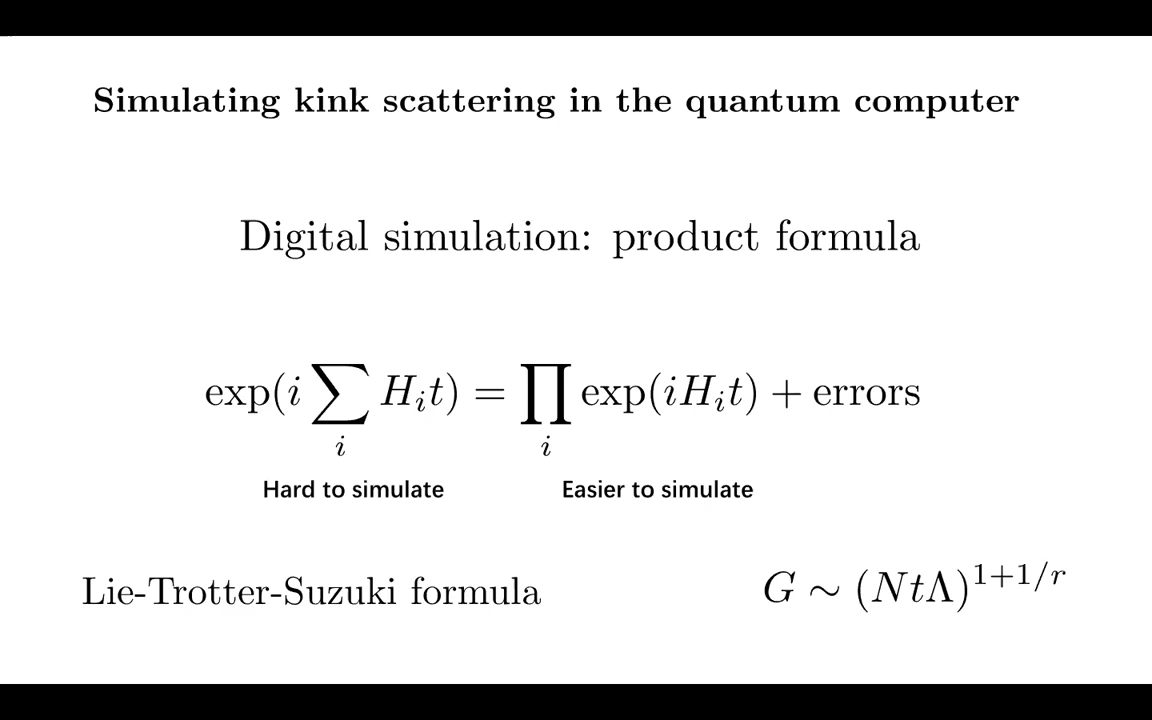 Simulating kink scattering in the quantum computer
Digital simulation: product formula
exp(i ∑_i H_i t) = ∏_i exp(iH_i t) + errors
Hard to simulate Easier to simulate
Lie-Trotter-Suzuki formula G ∼ (NtΛ)^{1+1/r}